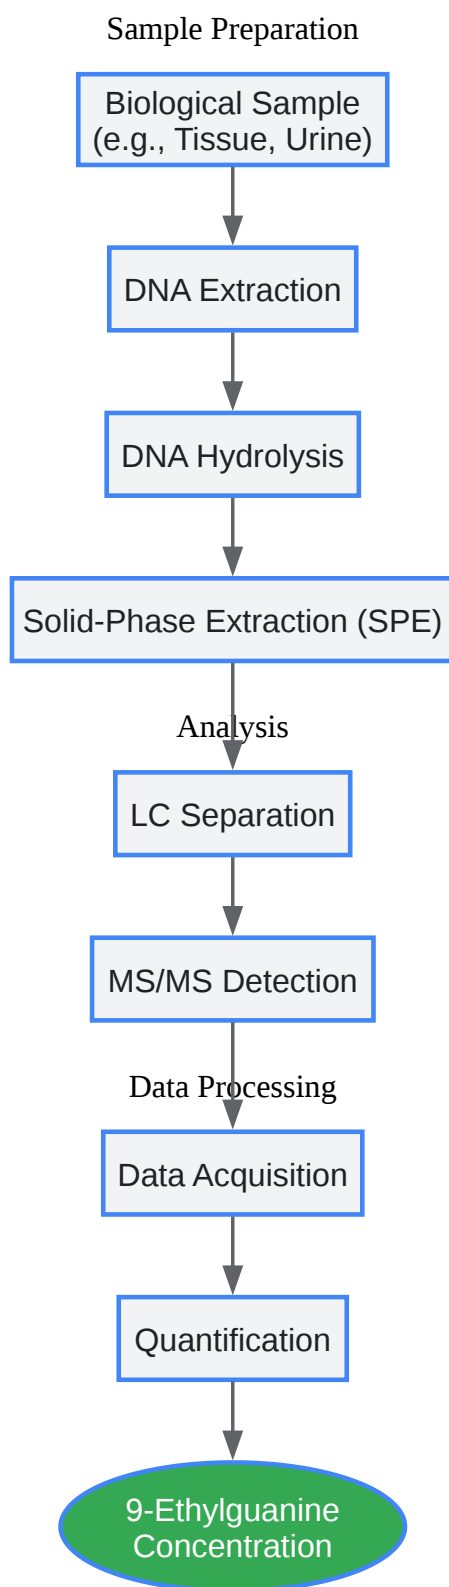 Sample Preparation
Biological Sample
(e.g., Tissue, Urine)
DNA Extraction
DNA Hydrolysis
Solid-Phase Extraction (SPE)
Analysis
LC Separation
MS/MS Detection
Data Processing
Data Acquisition
Quantification
9-Ethylguanine
Concentration